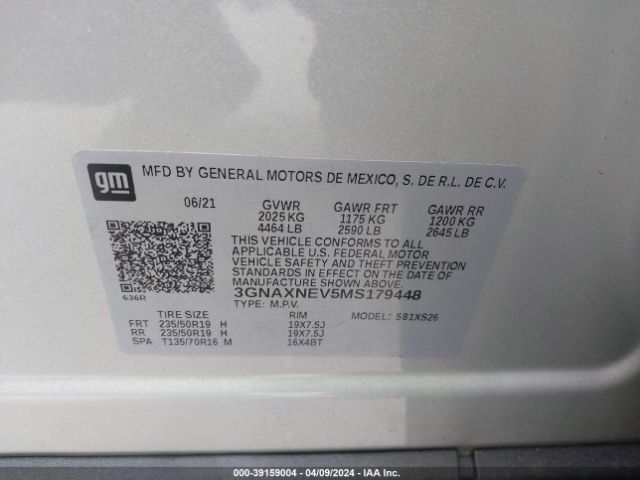 gm MFD BY GENERAL MOTORS DE MEXICO, S. DE R.L. DE C.V.
06/21 GVWR GAWR FRT GAWR RR
2025 KG 1175 KG 1200 KG
4464 LB 2590 LB 2645 LB
THIS VEHICLE CONFORMS TO ALL
APPLICABLE U.S. FEDERAL MOTOR
VEHICLE SAFETY AND THEFT PREVENTION
STANDARDS IN EFFECT ON THE DATE OF
MANUFACTURE SHOWN ABOVE.
3GNAXNEV5MS179448
636R TYPE: M.P.V.
TIRE SIZE RIM MODEL: 581XS26
FRT 235/50R19 H 19X7.5J
RR 235/50R19 H 19X7.5J
SPA T135/70R16 M 16X4BT
000-39159004 | 04/09/2024 - IAA Inc.